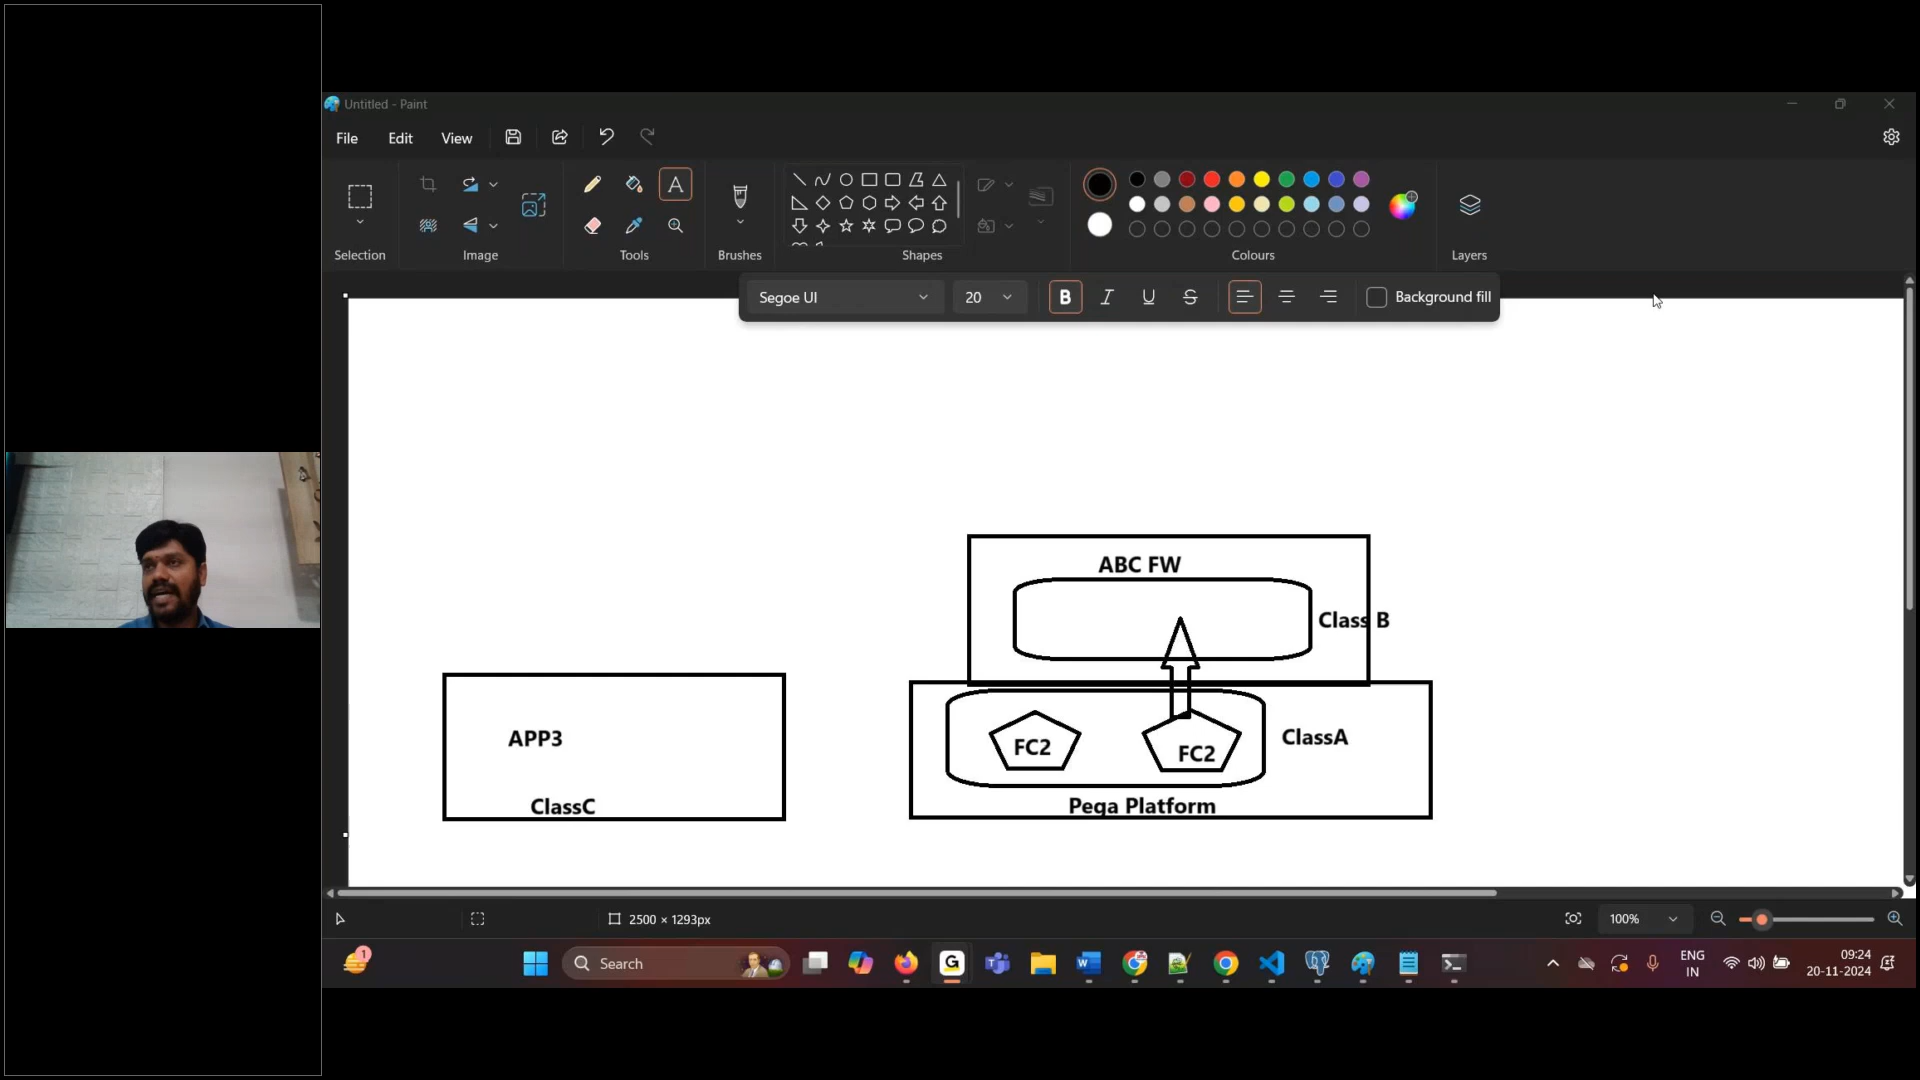 Untitled - Paint
File Edit View
Selection Image Tools Brushes Shapes Colours Layers
Segoe UI 20 B I U S Background fill
ABC FW
Class B
APP3
FC2 FC2 ClassA
ClassC
Pega Platform
2500 × 1293px 100%
1 Search ENG 09:24
IN 20-11-2024